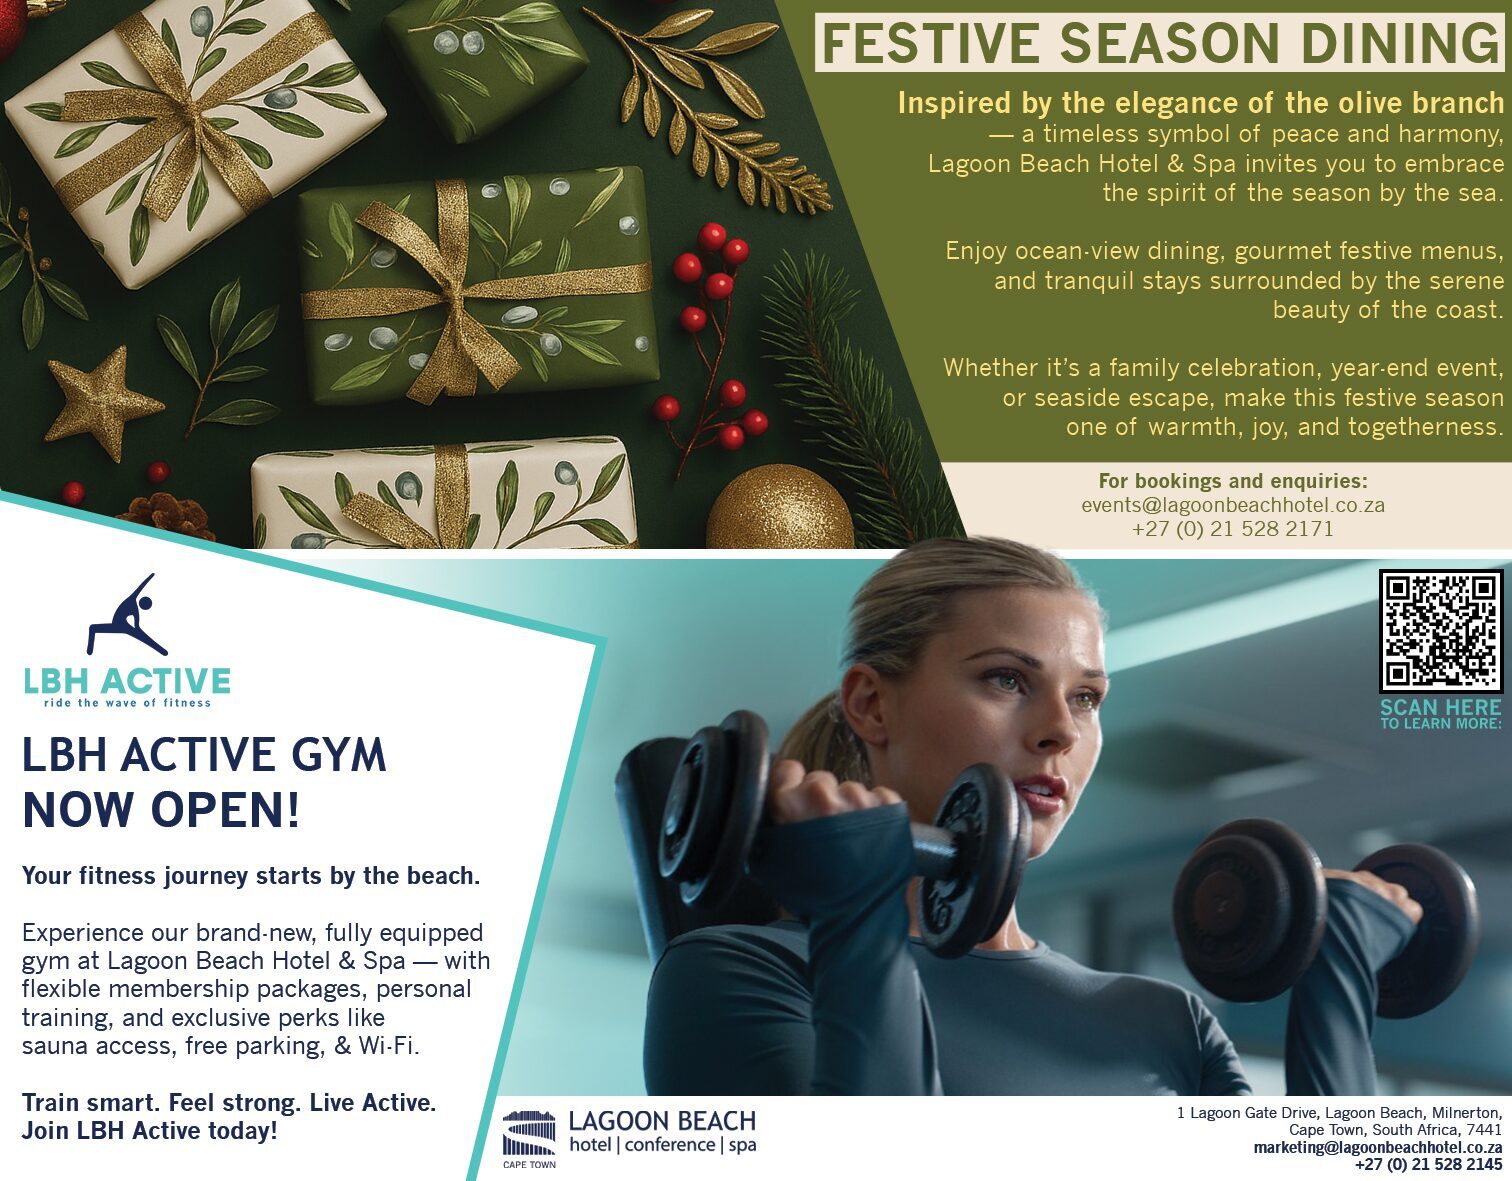 FESTIVE SEASON DINING
Inspired by the elegance of the olive branch
— a timeless symbol of peace and harmony,
Lagoon Beach Hotel & Spa invites you to embrace
the spirit of the season by the sea.
Enjoy ocean-view dining, gourmet festive menus,
and tranquil stays surrounded by the serene
beauty of the coast.
Whether it's a family celebration, year-end event,
or seaside escape, make this festive season
one of warmth, joy, and togetherness.
For bookings and enquiries:
events@lagoonbeachhotel.co.za
+27 (0) 21 528 2171
LBH ACTIVE
ride the wave of fitness
LBH ACTIVE GYM
NOW OPEN!
Your fitness journey starts by the beach.
Experience our brand-new, fully equipped
gym at Lagoon Beach Hotel & Spa — with
flexible membership packages, personal
training, and exclusive perks like
sauna access, free parking, & Wi-Fi.
Train smart. Feel strong. Live Active.
Join LBH Active today!
SCAN HERE
TO LEARN MORE:
LAGOON BEACH
hotel | conference | spa
CAPE TOWN
1 Lagoon Gate Drive, Lagoon Beach, Milnerton,
Cape Town, South Africa, 7441
marketing@lagoonbeachhotel.co.za
+27 (0) 21 528 2145